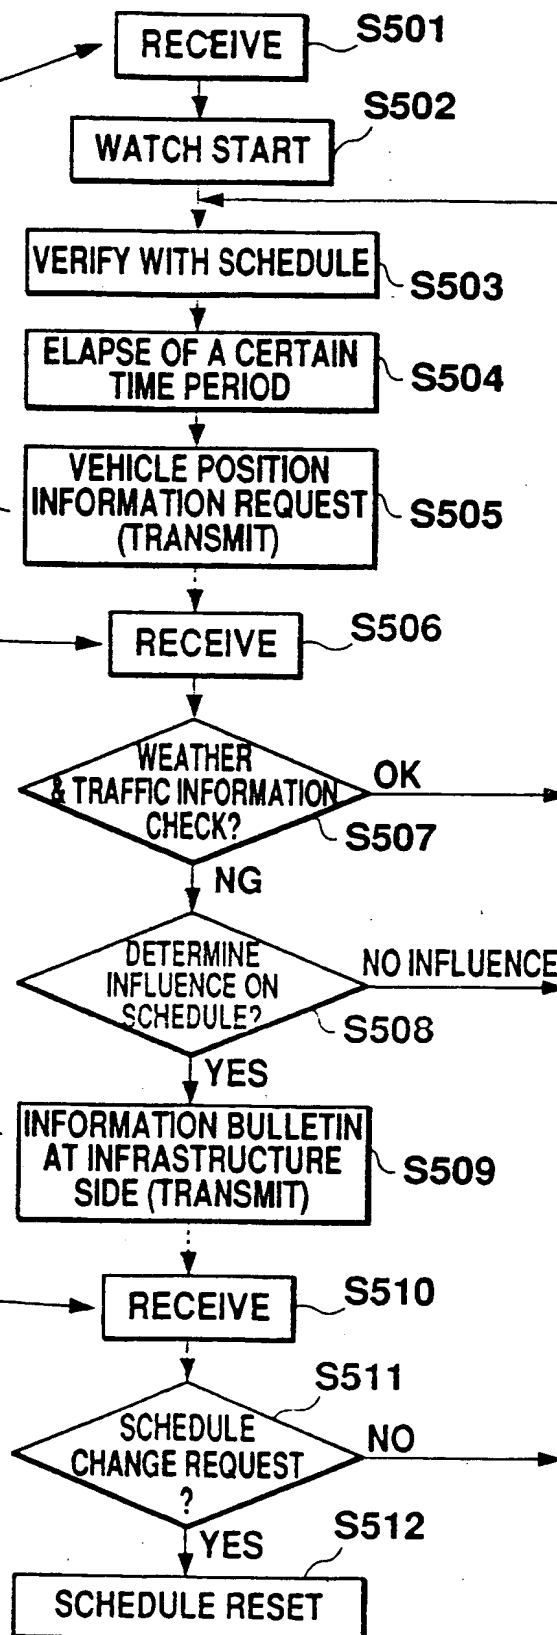 RECEIVE
S501
WATCH START
S502
VERIFY WITH SCHEDULE
S503
ELAPSE OF A CERTAIN
TIME PERIOD
S504
VEHICLE POSITION
INFORMATION REQUEST
(TRANSMIT)
S505
RECEIVE
S506
WEATHER
& TRAFFIC INFORMATION
CHECK?
OK
S507
NG
DETERMINE
INFLUENCE ON
SCHEDULE?
NO INFLUENCE
S508
YES
INFORMATION BULLETIN
AT INFRASTRUCTURE
SIDE (TRANSMIT)
S509
RECEIVE
S510
S511
SCHEDULE
CHANGE REQUEST
?
NO
YES
S512
SCHEDULE RESET